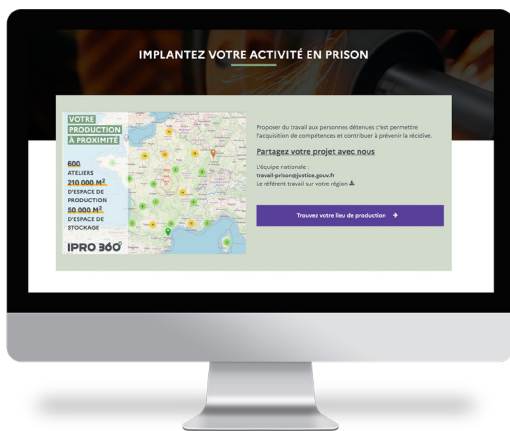 IMPLANTEZ VOTRE ACTIVITÉ EN PRISON
VOTRE
PRODUCTION
À PROXIMITÉ
600
ATELIERS
210 000 M²
D'ESPACE DE
PRODUCTION
50 000 M²
D'ESPACE DE
STOCKAGE
IPRO 360°
Proposer du travail aux personnes détenues c'est permettre
l'acquisition de compétences et contribuer à prévenir la récidive.
Partagez votre projet avec nous
L'équipe nationale :
travail-prison@justice.gouv.fr
Le référent travail sur votre région
Trouvez votre lieu de production